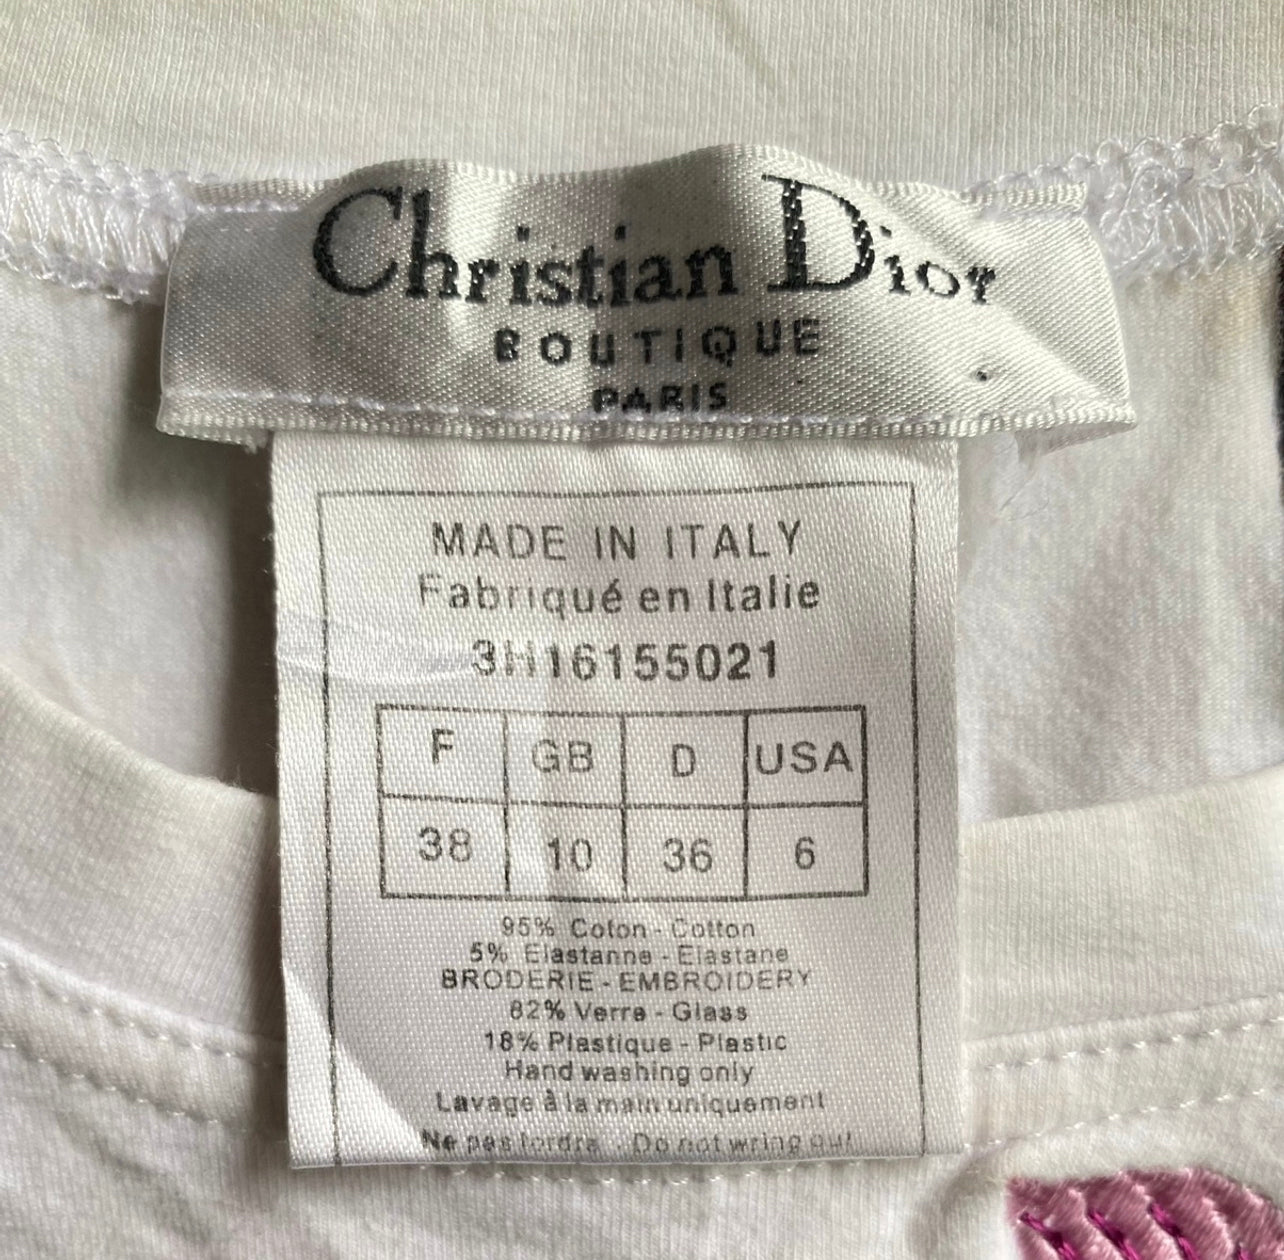 Christian Dior
BOUTIQUE
PARIS
MADE IN ITALY
Fabriqué en Italie
3H16155021
F GB D USA
38 10 36 6
95% Coton - Cotton
5% Elastanne - Elastane
BRODERIE - EMBROIDERY
82% Verre - Glass
18% Plastique - Plastic
Hand washing only
Lavage à la main uniquement
Ne pas tordre - Do not wring out